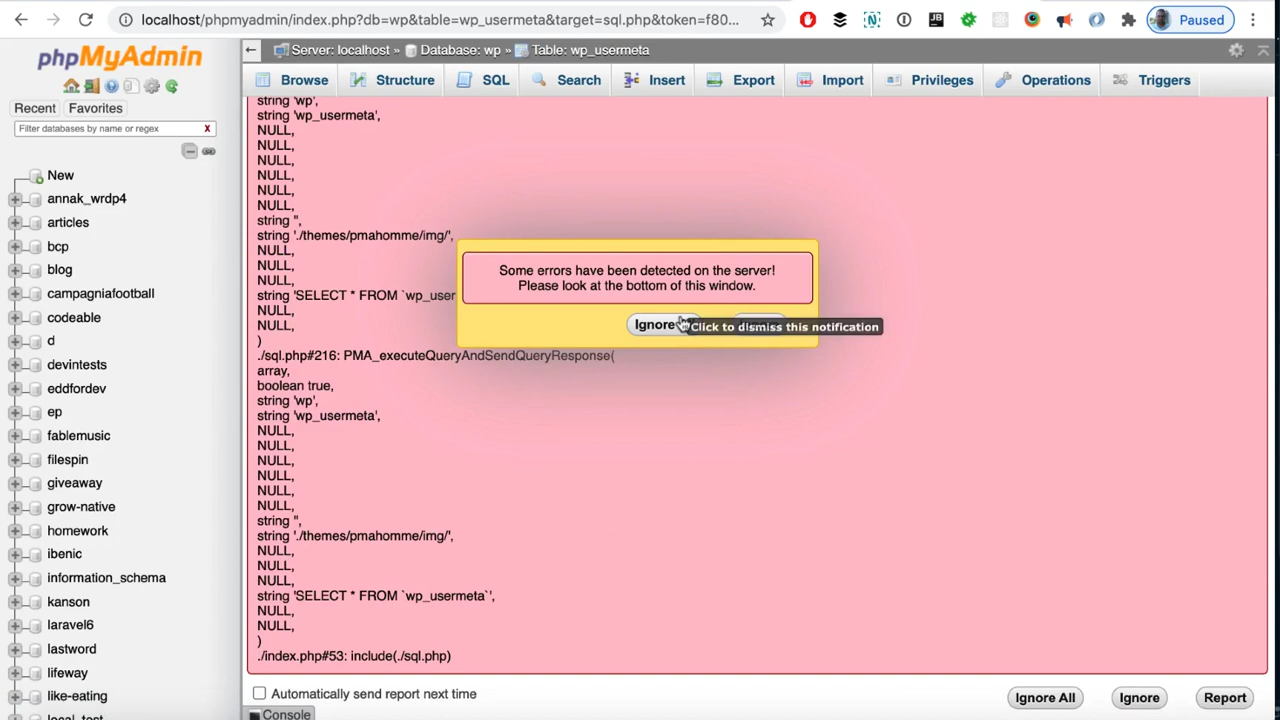 localhost/phpmyadmin/index.php?db=wp&table=wp_usermeta&target=sql.php&token=f80...
Paused
phpMyAdmin
Server: localhost » Database: wp » Table: wp_usermeta
Browse Structure SQL Search Insert Export Import Privileges Operations Triggers
Recent Favorites
Filter databases by name or regex X
New
annak_wrdp4
articles
bcp
blog
campagniafootball
codeable
d
devintests
eddfordev
ep
fablemusic
filespin
giveaway
grow-native
homework
ibenic
information_schema
kanson
laravel6
lastword
lifeway
like-eating
local_test
string 'wp',
string 'wp_usermeta',
NULL,
NULL,
NULL,
NULL,
NULL,
NULL,
string '',
string './themes/pmahomme/img/',
NULL,
NULL,
NULL,
string 'SELECT * FROM `wp_user
NULL,
NULL,
)
./sql.php#216: PMA_executeQueryAndSendQueryResponse(
array,
boolean true,
string 'wp',
string 'wp_usermeta',
NULL,
NULL,
NULL,
NULL,
NULL,
NULL,
string '',
string './themes/pmahomme/img/',
NULL,
NULL,
NULL,
string 'SELECT * FROM `wp_usermeta`',
NULL,
NULL,
)
./index.php#53: include(./sql.php)
Some errors have been detected on the server!
Please look at the bottom of this window.
Ignore
Click to dismiss this notification
Automatically send report next time
Ignore All Ignore Report
Console